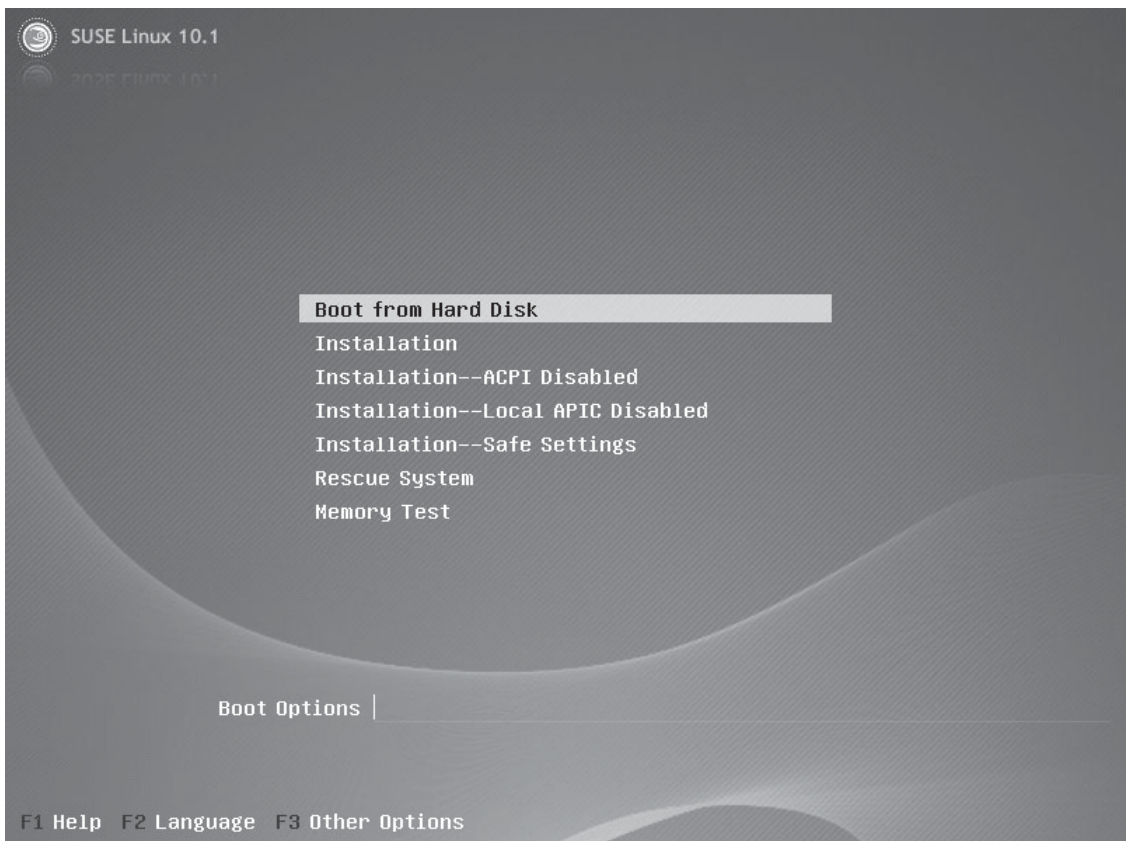 SUSE Linux 10.1
Boot from Hard Disk
Installation
Installation--ACPI Disabled
Installation--Local APIC Disabled
Installation--Safe Settings
Rescue System
Memory Test
Boot Options
F1 Help F2 Language F3 Other Options